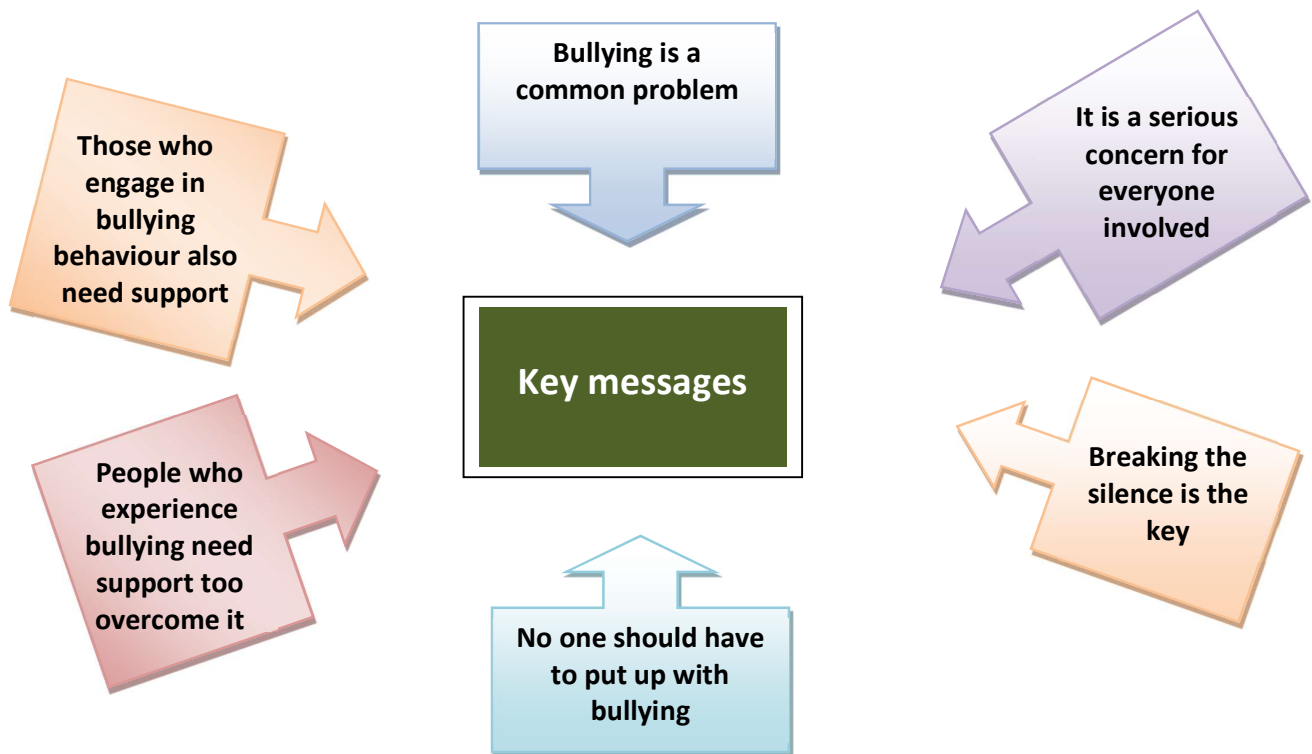 Bullying is a
common problem
It is a serious
concern for
everyone
involved
Those who
engage in
bullying
behaviour also
need support
Key messages
Breaking the
silence is the
key
People who
experience
bullying need
support too
overcome it
No one should have
to put up with
bullying